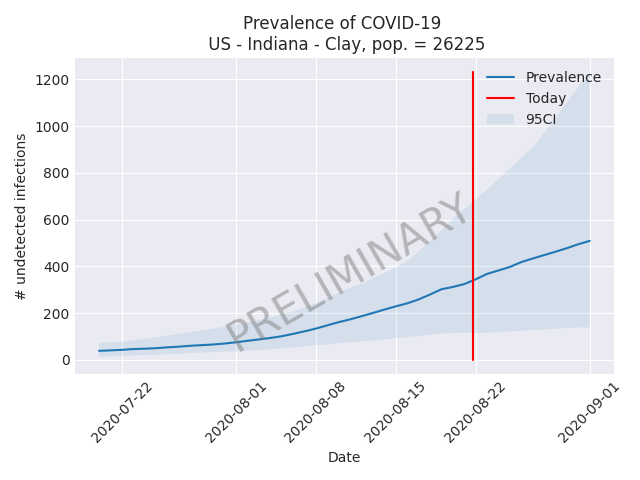 Prevalence of COVID-19
US - Indiana - Clay, pop. = 26225
Prevalence
Today
95CI
PRELIMINARY
# undetected infections
1200
1000
800
600
400
200
0
2020-07-22
2020-08-01
2020-08-08
2020-08-15
2020-08-22
2020-09-01
Date